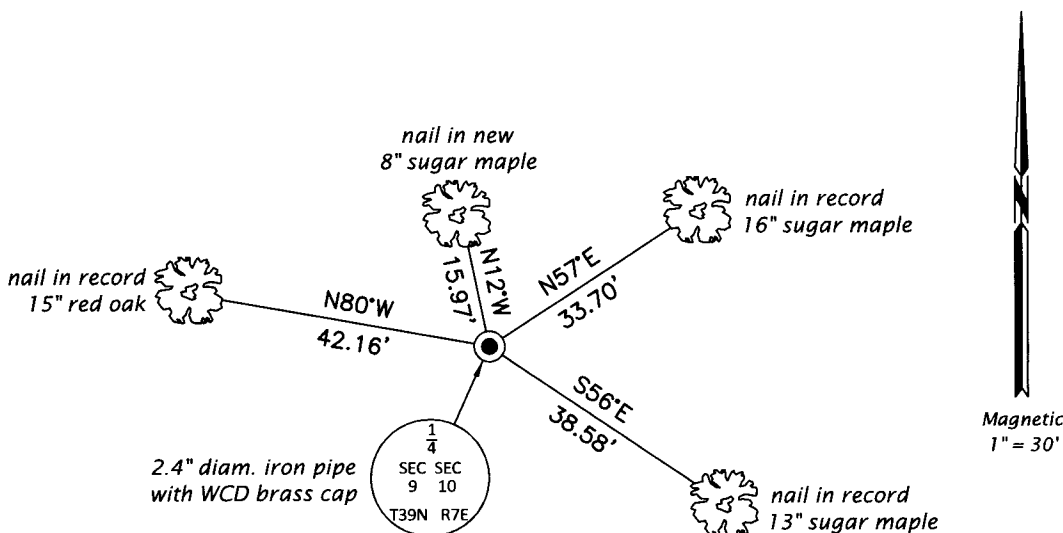 nail in new
8" sugar maple
nail in record
16" sugar maple
nail in record
15" red oak
N80°W
42.16'
N12°W
15.97'
N57°E
33.70'
S56°E
38.58'
N
Magnetic
1" = 30'
2.4" diam. iron pipe
with WCD brass cap
1
4
SEC SEC
9 10
T39N R7E
nail in record
13" sugar maple